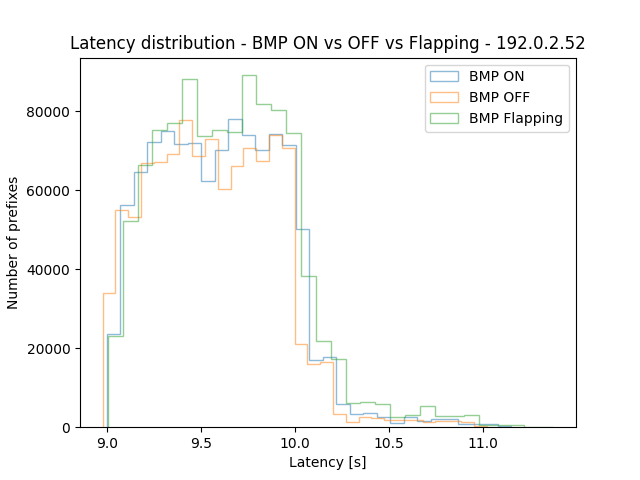 Latency distribution - BMP ON vs OFF vs Flapping - 192.0.2.52
BMP ON
BMP OFF
BMP Flapping
Number of prefixes
80000
60000
40000
20000
0
9.0 9.5 10.0 10.5 11.0
Latency [s]